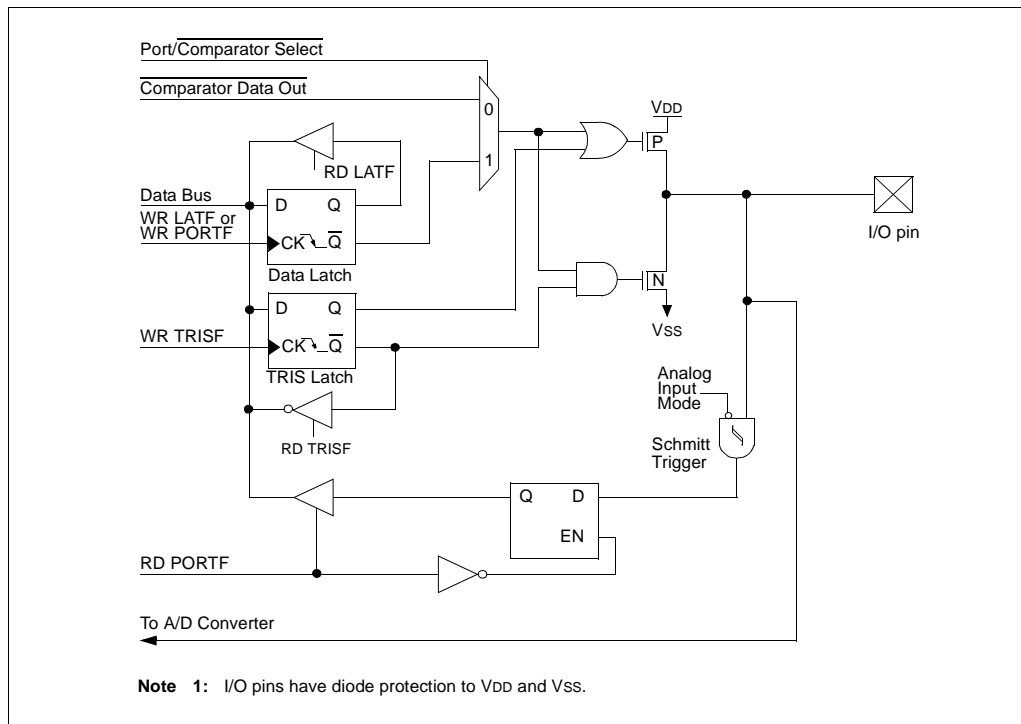 Port/Comparator Select
Comparator Data Out
0
1
VDD
P
RD LATF
Data Bus
WR LATF or
WR PORTF
D Q
CK Q
Data Latch
I/O pin
N
VSS
D Q
WR TRISF
CK Q
TRIS Latch
Analog
Input
Mode
RD TRISF
Schmitt
Trigger
Q D
EN
RD PORTF
To A/D Converter
Note 1: I/O pins have diode protection to VDD and VSS.